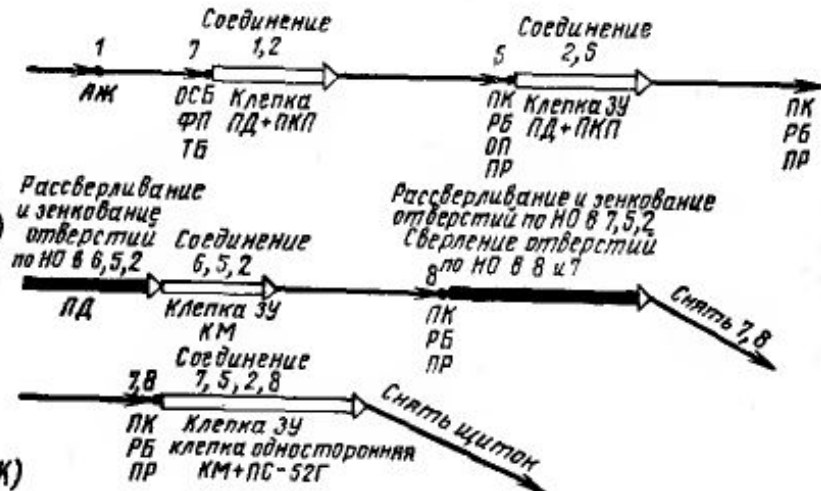 Соединение Соединение
1 7 1,2 5 2,5
АЖ ОСБ Клепка ПК Клепка ЗУ ПК
ФП ПД+ПКП РБ ПД+ПКП РБ
ТБ ОП ПР
ПР
Рассверливание Рассверливание и зенкование
и зенкование отверстий по НО в 7,5,2
отверстий Соединение Сверление отверстий
по НО в 6,5,2 6,5,2 8 по НО в 8 и 7
ПД Клепка ЗУ ПК Снять 7,8
КМ РБ
Соединение ПР
7,8 7, 5, 2, 8
ПК Клепка ЗУ Снять щиток
РБ клепка односторонняя
К) ПР КМ+ПС-52Г